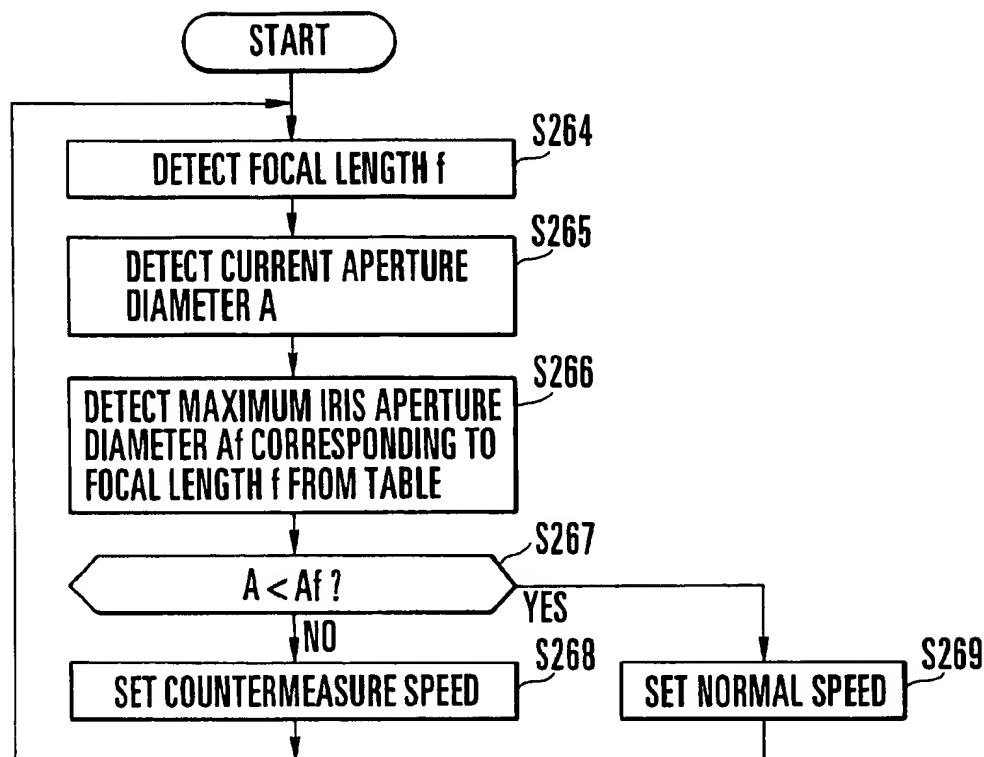 START
S264
DETECT FOCAL LENGTH f
S265
DETECT CURRENT APERTURE
DIAMETER A
S266
DETECT MAXIMUM IRIS APERTURE
DIAMETER Af CORRESPONDING TO
FOCAL LENGTH f FROM TABLE
S267
A < Af ?
YES
NO
S268
SET COUNTERMEASURE SPEED
S269
SET NORMAL SPEED